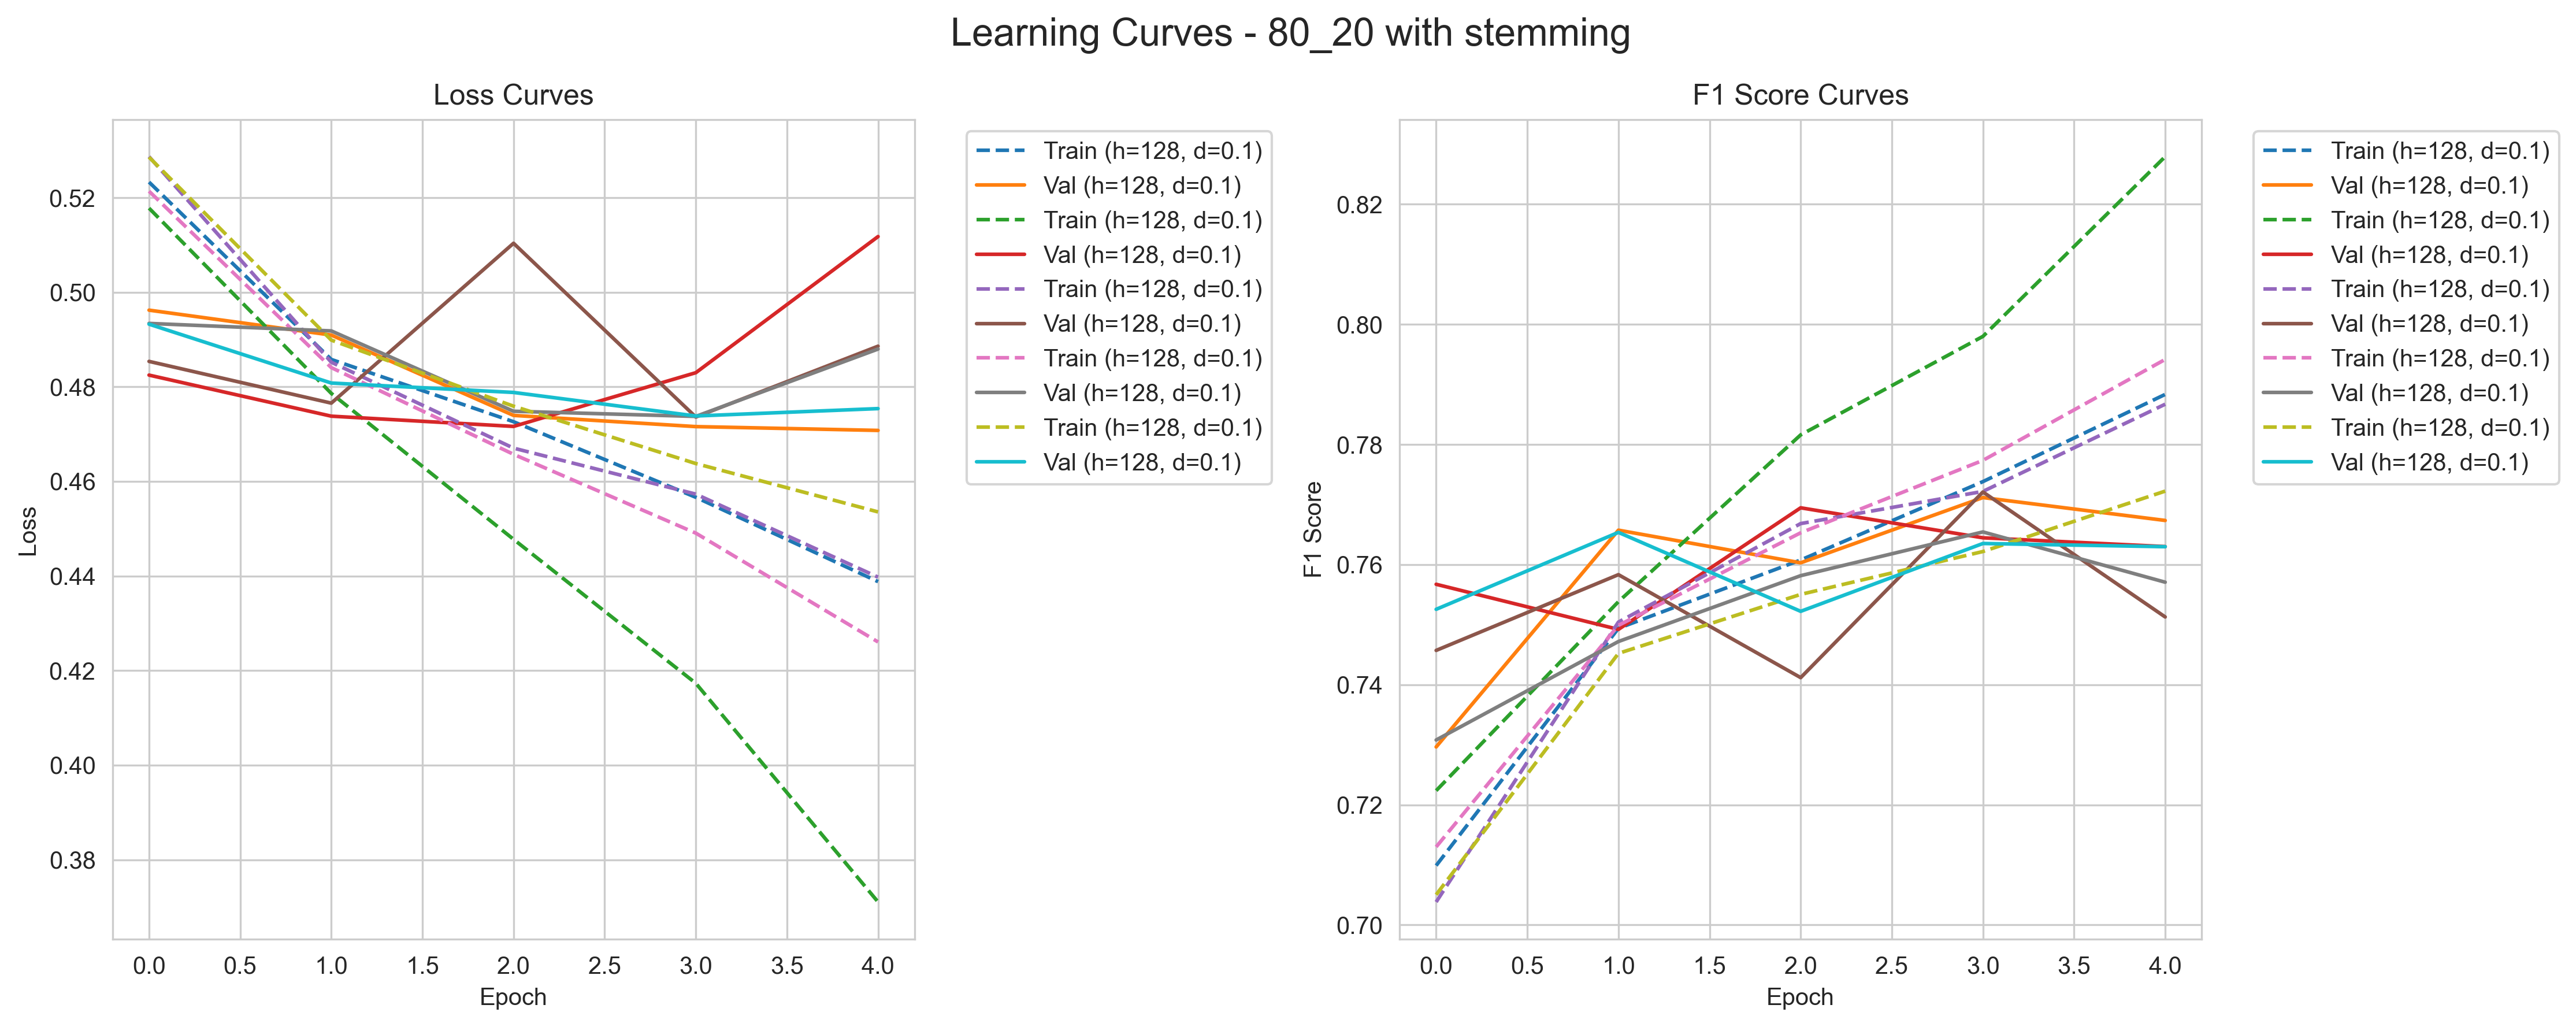 Learning Curves - 80_20 with stemming
Loss Curves
Loss
0.52
0.50
0.48
0.46
0.44
0.42
0.40
0.38
0.0 0.5 1.0 1.5 2.0 2.5 3.0 3.5 4.0
Epoch
Train (h=128, d=0.1)
Val (h=128, d=0.1)
Train (h=128, d=0.1)
Val (h=128, d=0.1)
Train (h=128, d=0.1)
Val (h=128, d=0.1)
Train (h=128, d=0.1)
Val (h=128, d=0.1)
Train (h=128, d=0.1)
Val (h=128, d=0.1)
F1 Score Curves
F1 Score
0.82
0.80
0.78
0.76
0.74
0.72
0.70
0.0 0.5 1.0 1.5 2.0 2.5 3.0 3.5 4.0
Epoch
Train (h=128, d=0.1)
Val (h=128, d=0.1)
Train (h=128, d=0.1)
Val (h=128, d=0.1)
Train (h=128, d=0.1)
Val (h=128, d=0.1)
Train (h=128, d=0.1)
Val (h=128, d=0.1)
Train (h=128, d=0.1)
Val (h=128, d=0.1)